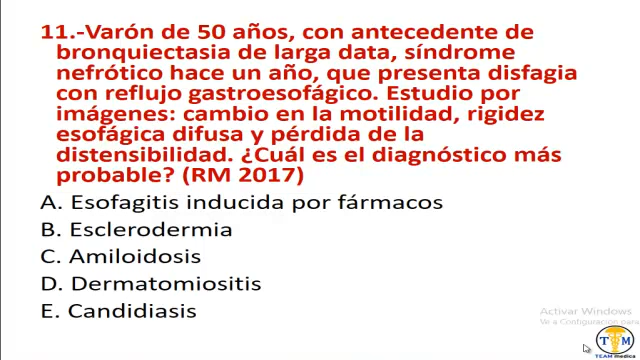 11.-Varón de 50 años, con antecedente de
bronquiectasia de larga data, síndrome
nefrótico hace un año, que presenta disfagia
con reflujo gastroesofágico. Estudio por
imágenes: cambio en la motilidad, rigidez
esofágica difusa y pérdida de la
distensibilidad. ¿Cuál es el diagnóstico más
probable? (RM 2017)
A. Esofagitis inducida por fármacos
B. Esclerodermia
C. Amiloidosis
D. Dermatomiositis
E. Candidiasis
Activar Windows
Ve a Configuración para
T M
TEAM medica